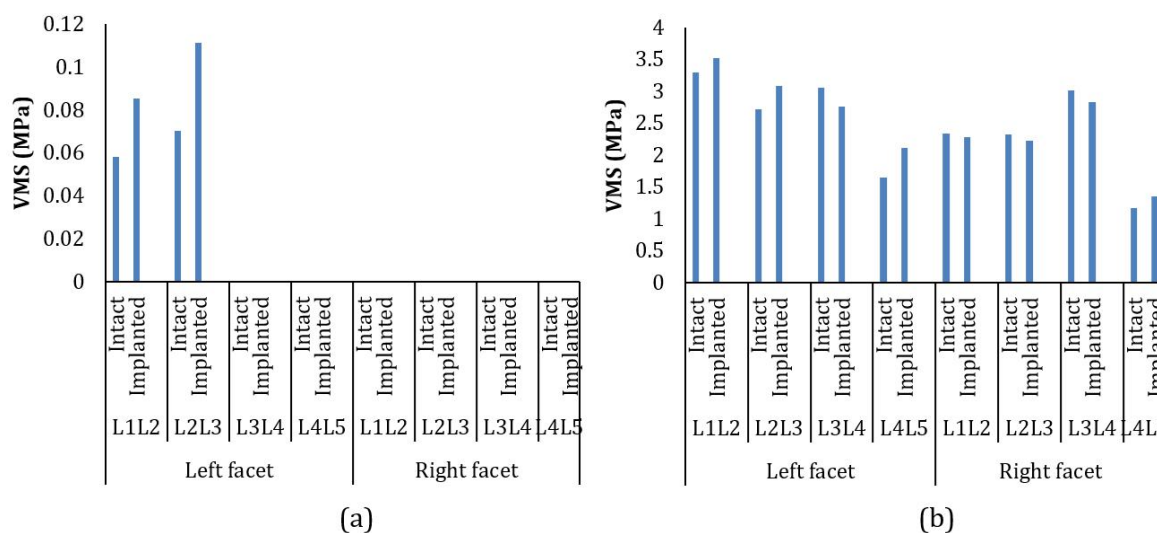 0.12
0.1
0.08
0.06
0.04
0.02
0
VMS (MPa)
Intact Implanted Intact Implanted Intact Implanted Intact Implanted Intact Implanted Intact Implanted Intact Implanted Intact Implanted
L1L2 L2L3 L3L4 L4L5 L1L2 L2L3 L3L4 L4L5
Left facet Right facet
(a)
4
3.5
3
2.5
2
1.5
1
0.5
0
VMS (MPa)
Intact Implanted Intact Implanted Intact Implanted Intact Implanted Intact Implanted Intact Implanted Intact Implanted Intact Implanted
L1L2 L2L3 L3L4 L4L5 L1L2 L2L3 L3L4 L4L
Left facet Right facet
(b)